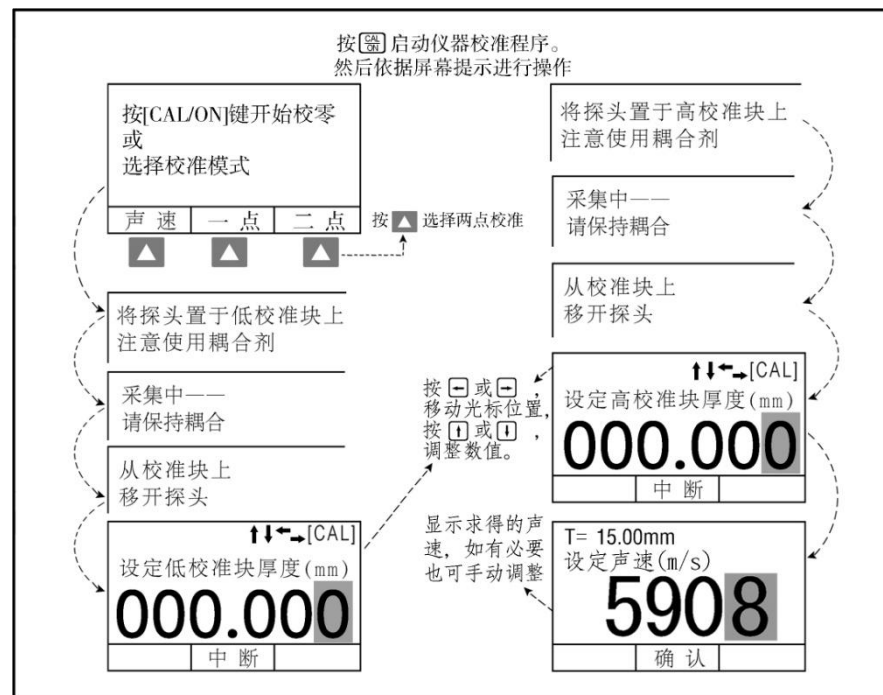 按 CAL ON 启动仪器校准程序。
然后依据屏幕提示进行操作
按[CAL/ON]键开始校零
或
选择校准模式
声 速 一 点 二 点
按 选择两点校准
将探头置于低校准块上
注意使用耦合剂
采集中——
请保持耦合
从校准块上
移开探头
↑↓←→[CAL]
设定低校准块厚度(mm)
000.000
中 断
按 ← 或 → ,
移动光标位置,
按 ↑ 或 ↓ ,
调整数值。
将探头置于高校准块上
注意使用耦合剂
采集中——
请保持耦合
从校准块上
移开探头
↑↓←→[CAL]
设定高校准块厚度(mm)
000.000
中 断
显示求得的声
速，如有必要
也可手动调整
T= 15.00mm
设定声速(m/s)
5908
确 认